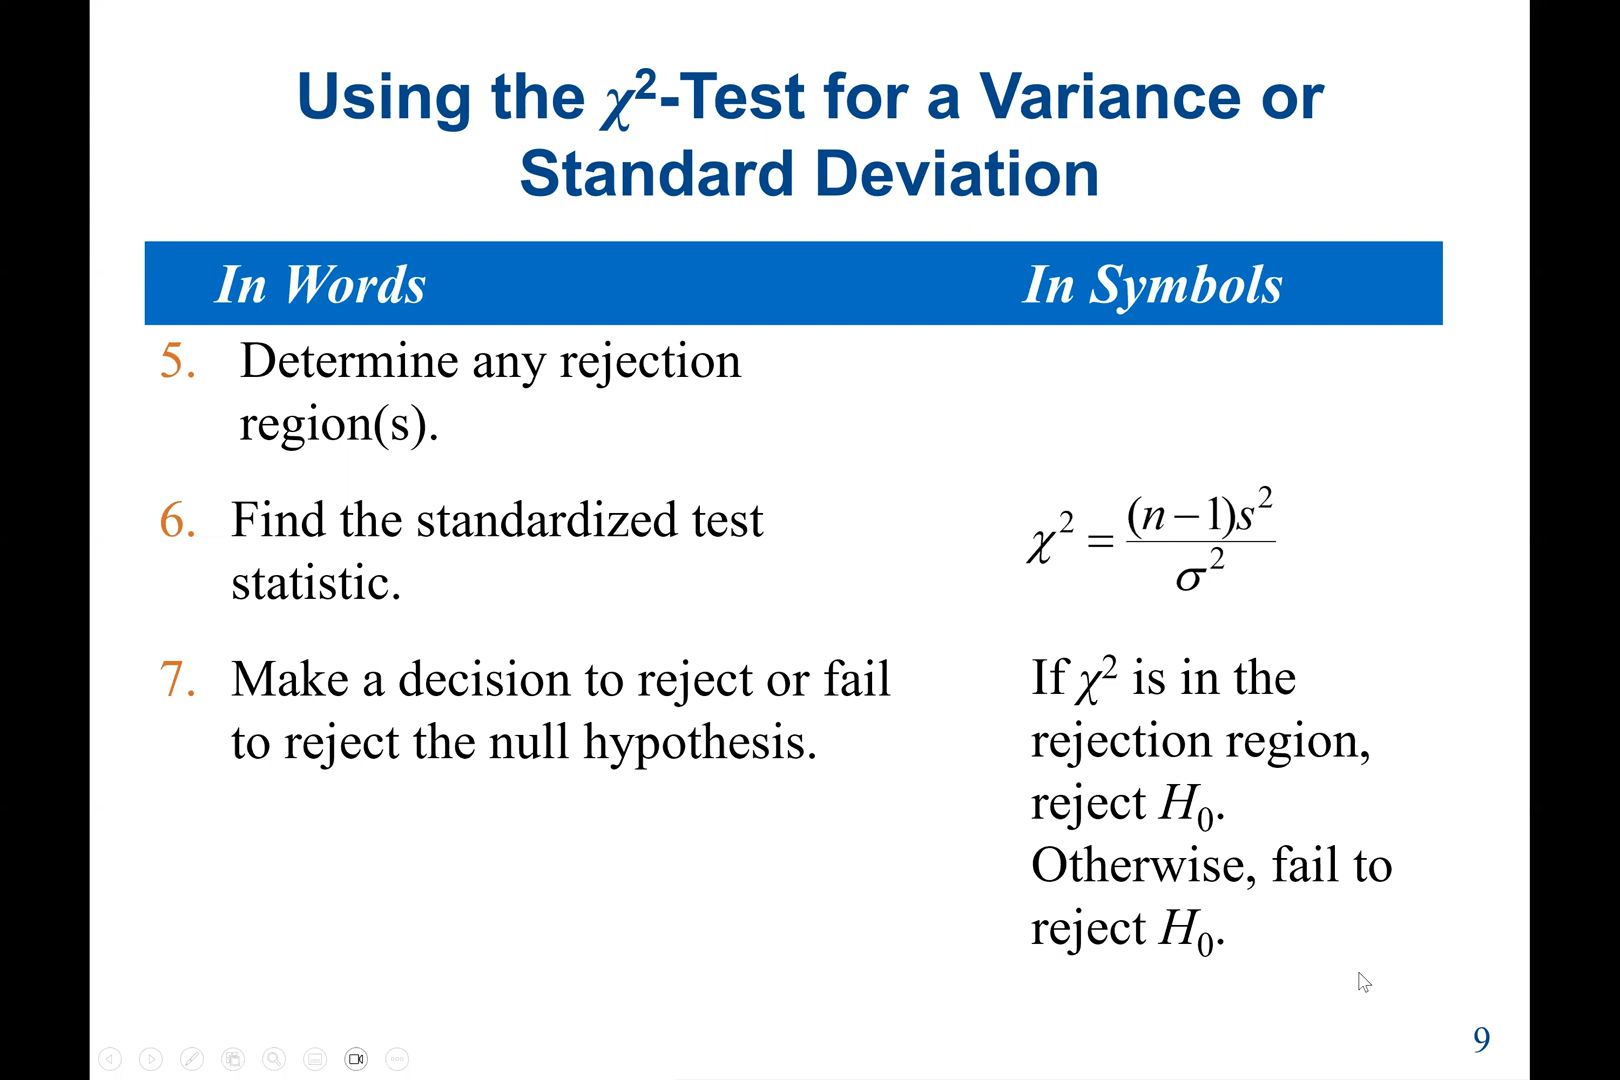 Using the χ²-Test for a Variance or
Standard Deviation
In Words In Symbols
5. Determine any rejection
region(s).
6. Find the standardized test
statistic.
χ² = (n − 1)s² / σ²
7. Make a decision to reject or fail
to reject the null hypothesis.
If χ² is in the
rejection region,
reject H₀.
Otherwise, fail to
reject H₀.
9